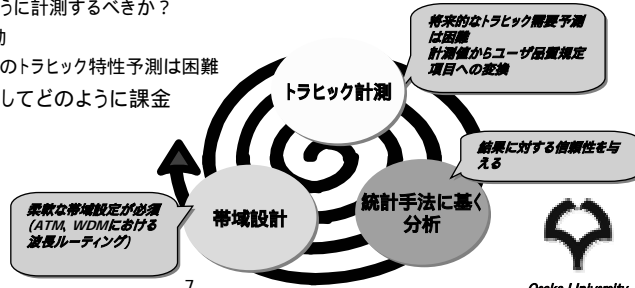 うに計測するべきか？
のトラヒック特性予測は困難
してどのように課金
将来的なトラヒック需要予測
は困難
計測値からユーザ品質規定
項目への変換
トラヒック計測
結果に対する信頼性を与
える
統計手法に基く
分析
帯域設計
柔軟な帯域設定が必須
(ATM, WDMにおける
波長ルーティング)
7
Osaka University